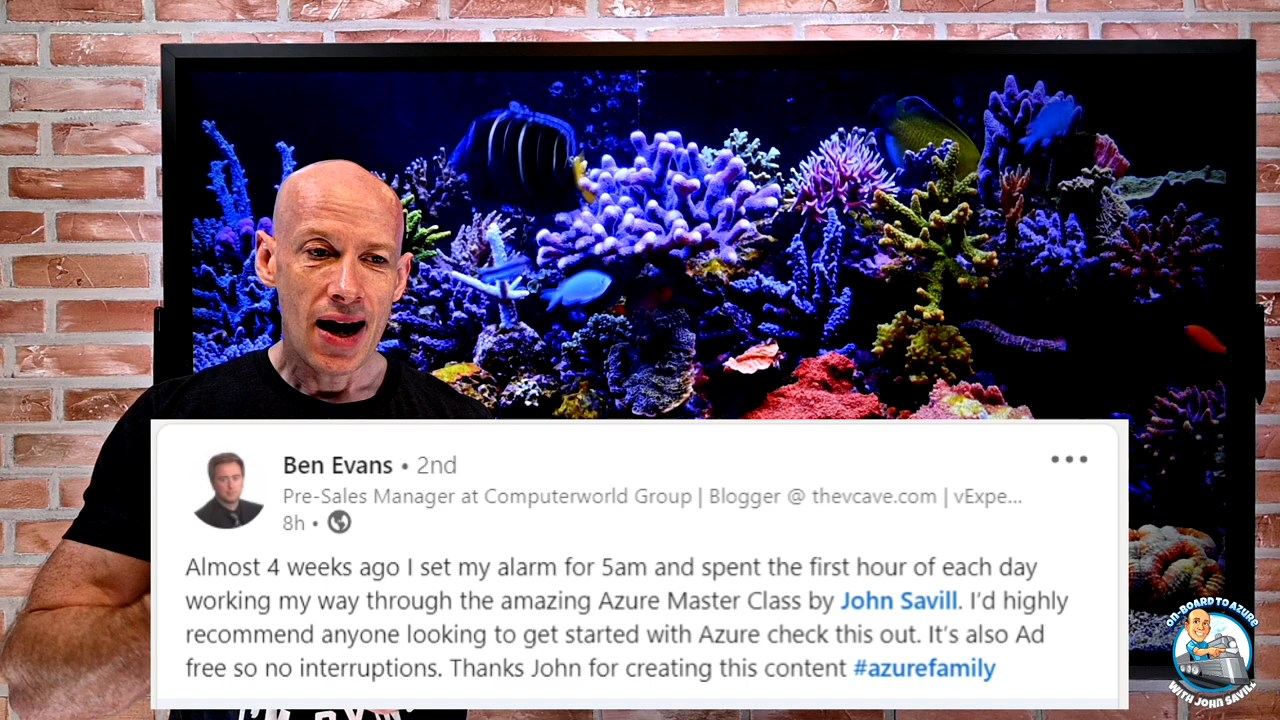 Ben Evans • 2nd
Pre-Sales Manager at Computerworld Group | Blogger @ thevcave.com | vExpe...
8h •
Almost 4 weeks ago I set my alarm for 5am and spent the first hour of each day
working my way through the amazing Azure Master Class by John Savill. I'd highly
recommend anyone looking to get started with Azure check this out. It's also Ad
free so no interruptions. Thanks John for creating this content #azurefamily
ON-BOARD TO AZURE
WITH JOHN SAVILL